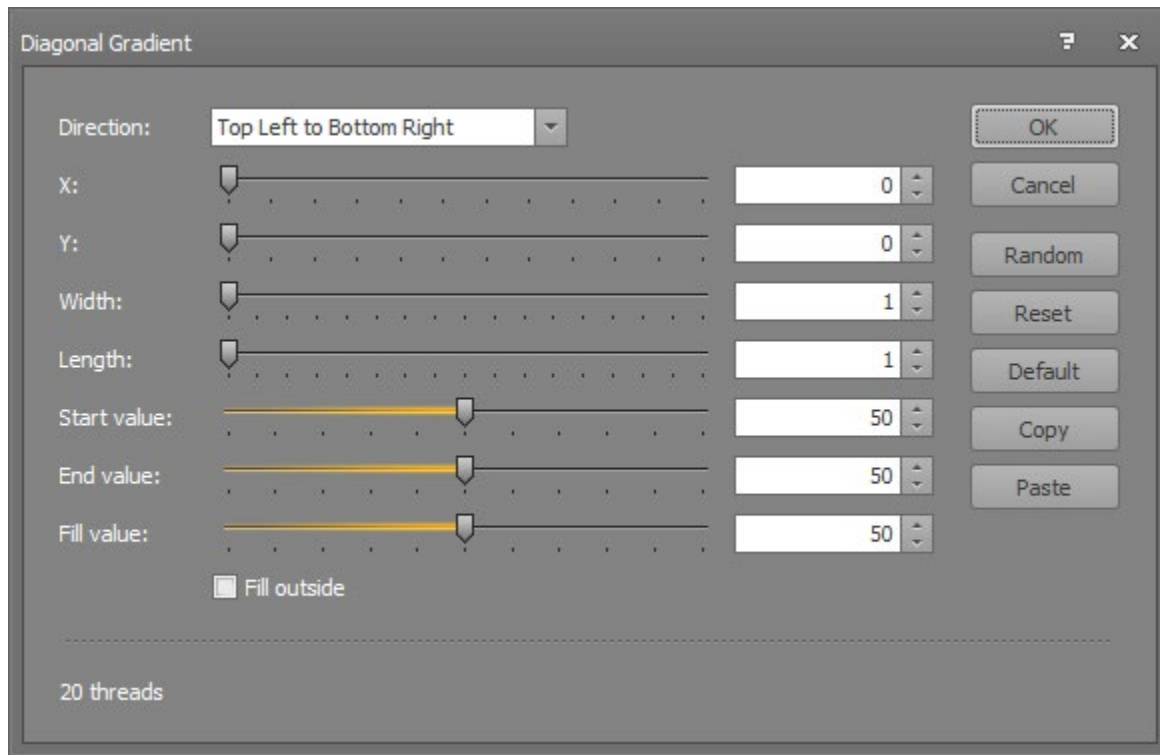 Diagonal Gradient
Direction: Top Left to Bottom Right OK
X: 0 Cancel
Y: 0 Random
Width: 1 Reset
Length: 1 Default
Start value: 50 Copy
End value: 50 Paste
Fill value: 50
Fill outside
20 threads